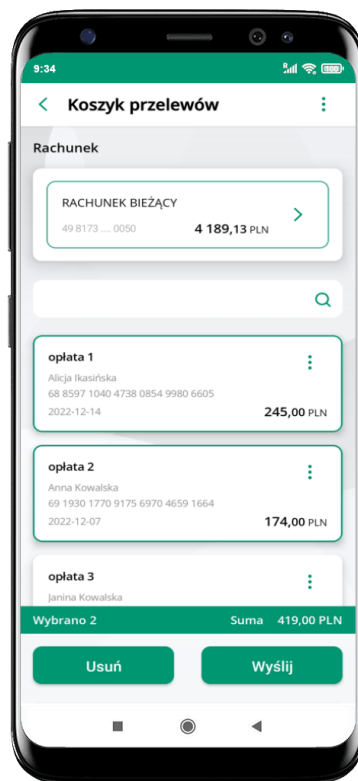 9:34
R 100
Koszyk przelewów
Rachunek
RACHUNEK BIEŻĄCY
49 8173 ... 0050 4 189,13 PLN
opłata 1
Alicja Ikasińska
68 8597 1040 4738 0854 9980 6605
2022-12-14 245,00 PLN
opłata 2
Anna Kowalska
69 1930 1770 9175 6970 4659 1664
2022-12-07 174,00 PLN
opłata 3
Janina Kowalska
Wybrano 2 Suma 419,00 PLN
Usuń Wyślij